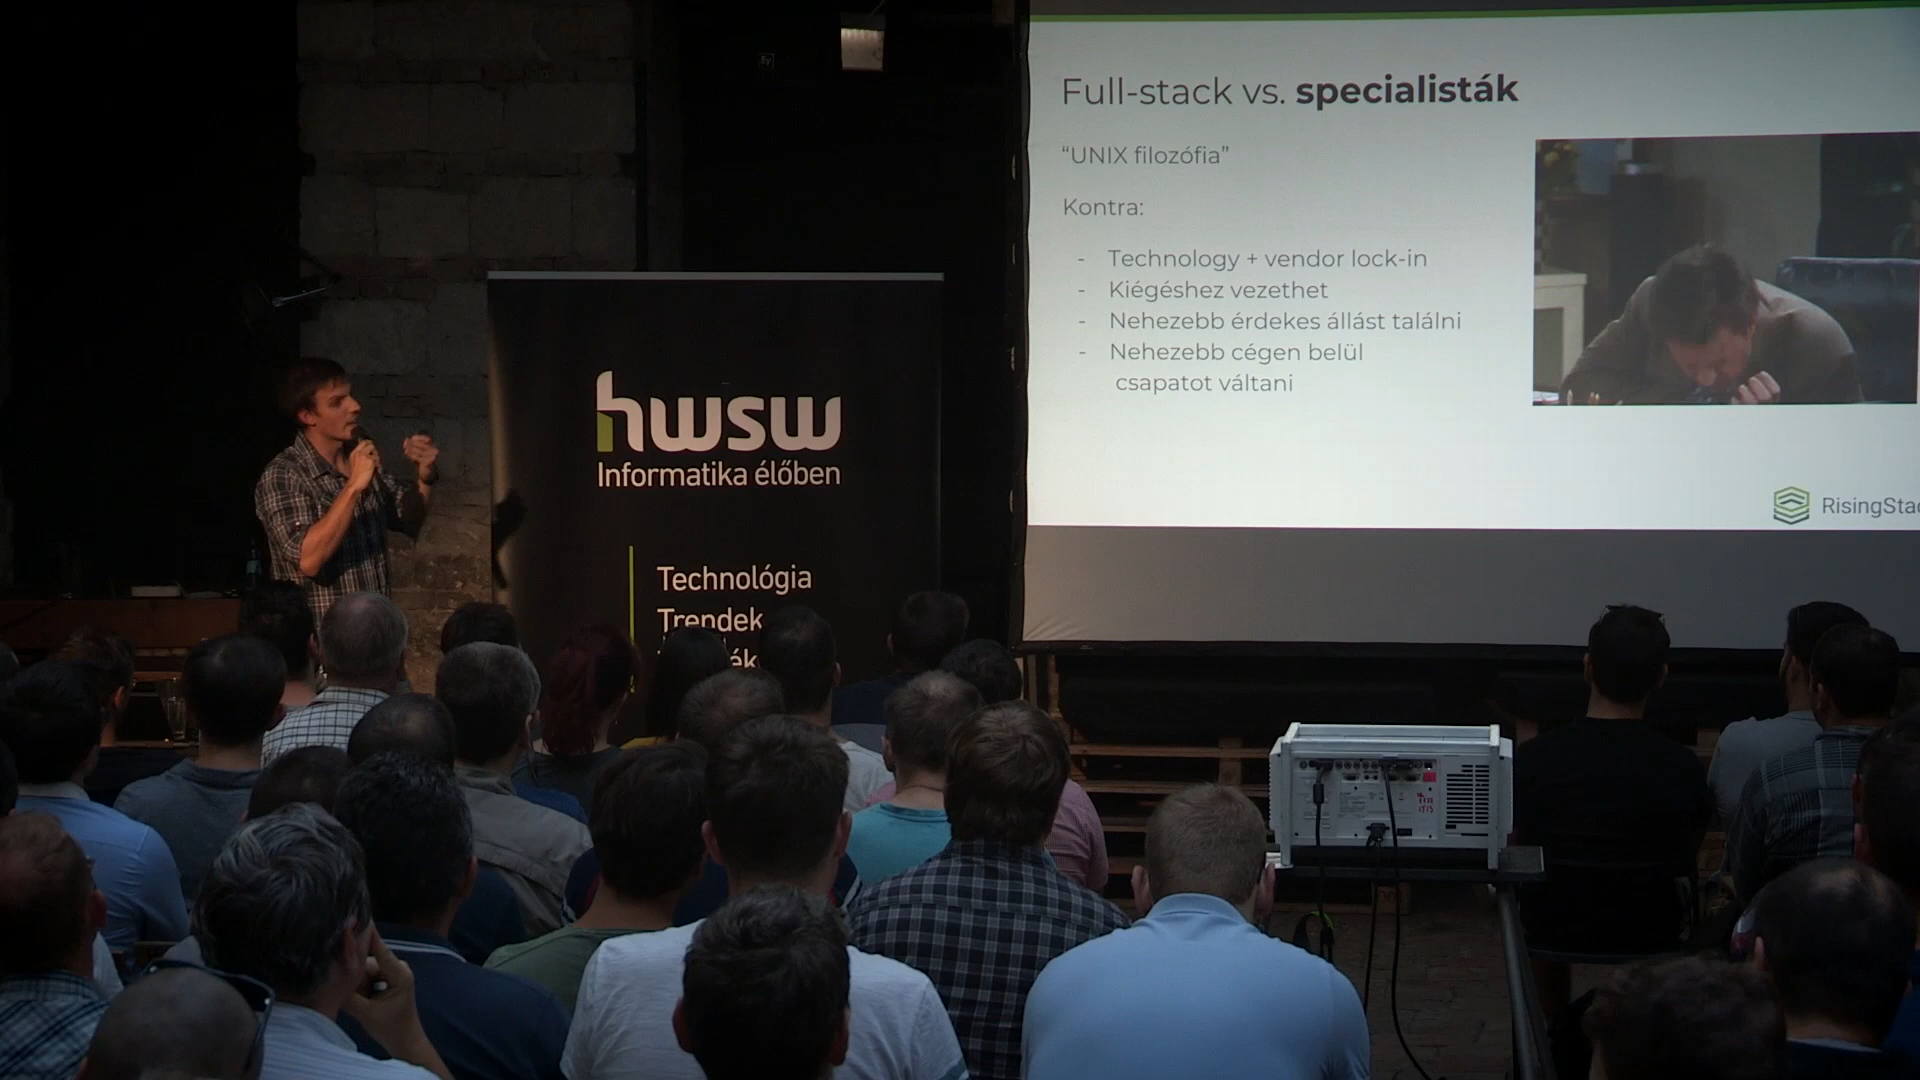 Full-stack vs. specialisták
“UNIX filozófia”
Kontra:
- Technology + vendor lock-in
- Kiégéshez vezethet
- Nehezebb érdekes állást találni
- Nehezebb cégen belül
csapatot váltani
RisingStac
hwsw
Informatika élőben
Technológia
Trendek